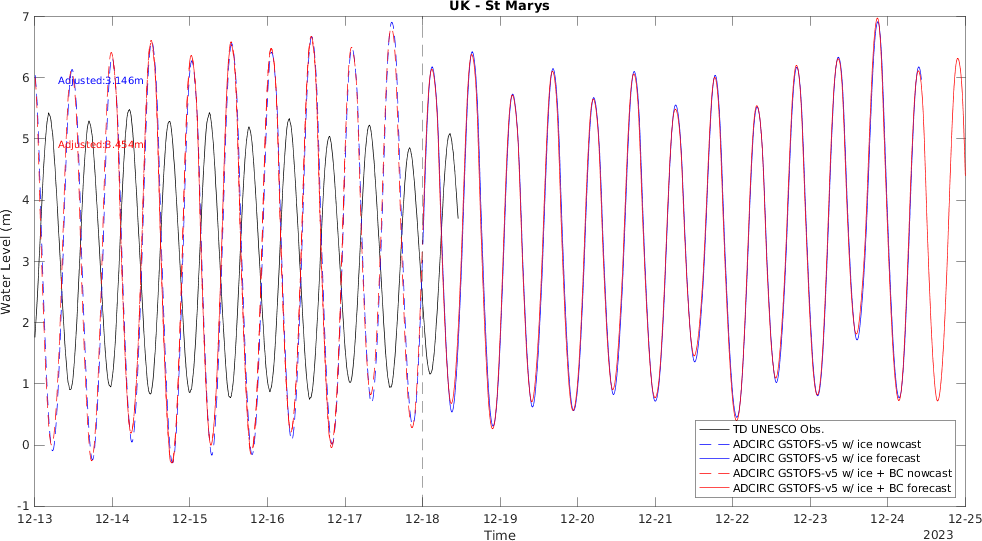 UK - St Marys
7
6
5
4
3
2
1
0
-1
Water Level (m)
Adjusted:3.146m
Adjusted:3.454m
TD UNESCO Obs.
ADCIRC GSTOFS-v5 w/ ice nowcast
ADCIRC GSTOFS-v5 w/ ice forecast
ADCIRC GSTOFS-v5 w/ ice + BC nowcast
ADCIRC GSTOFS-v5 w/ ice + BC forecast
12-13 12-14 12-15 12-16 12-17 12-18 12-19 12-20 12-21 12-22 12-23 12-24 12-25
Time
2023